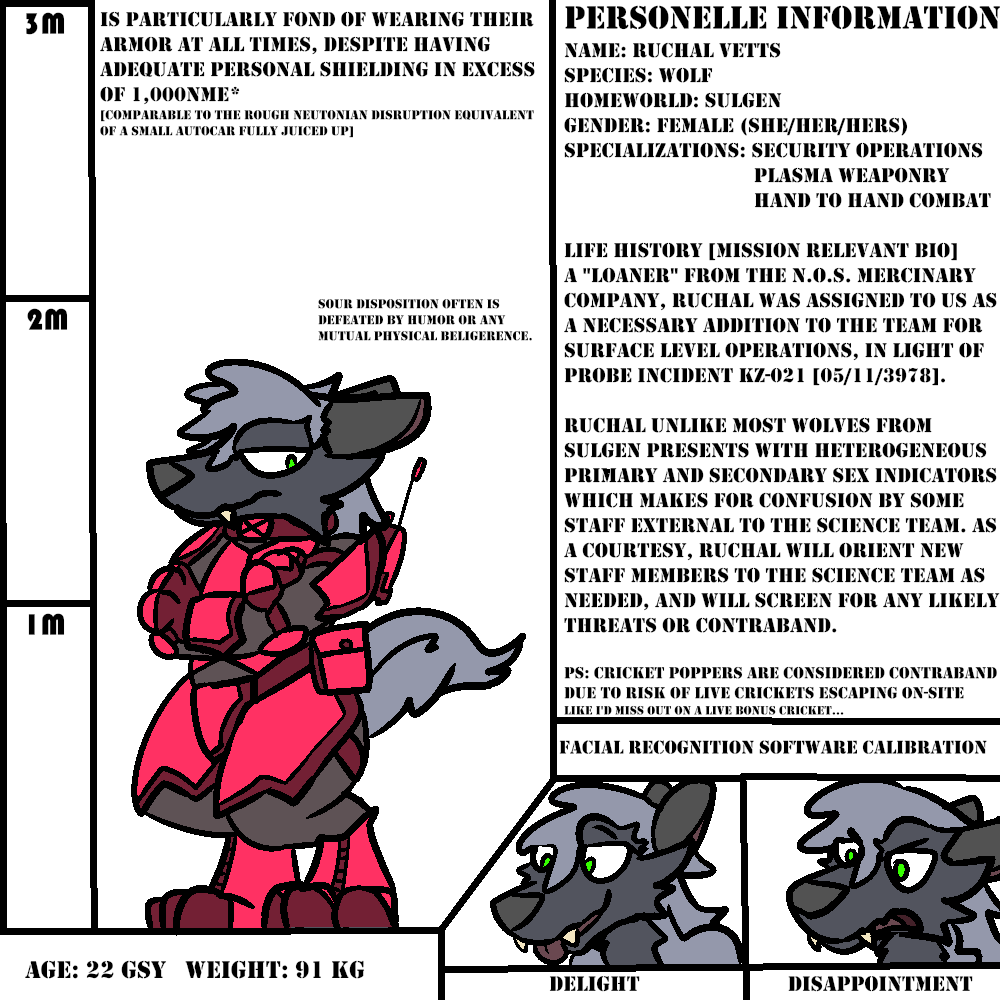 3M
IS PARTICULARLY FOND OF WEARING THEIR
ARMOR AT ALL TIMES, DESPITE HAVING
ADEQUATE PERSONAL SHIELDING IN EXCESS
OF 1,000NME*
[COMPARABLE TO THE ROUGH NEUTONIAN DISRUPTION EQUIVALENT
OF A SMALL AUTOCAR FULLY JUICED UP]
2M
SOUR DISPOSITION OFTEN IS
DEFEATED BY HUMOR OR ANY
MUTUAL PHYSICAL BELIGERENCE.
1M
AGE: 22 GSY WEIGHT: 91 KG
PERSONELLE INFORMATION
NAME: RUCHAL VETTS
SPECIES: WOLF
HOMEWORLD: SULGEN
GENDER: FEMALE (SHE/HER/HERS)
SPECIALIZATIONS: SECURITY OPERATIONS
PLASMA WEAPONRY
HAND TO HAND COMBAT
LIFE HISTORY [MISSION RELEVANT BIO]
A "LOANER" FROM THE N.O.S. MERCINARY
COMPANY, RUCHAL WAS ASSIGNED TO US AS
A NECESSARY ADDITION TO THE TEAM FOR
SURFACE LEVEL OPERATIONS, IN LIGHT OF
PROBE INCIDENT KZ-021 [05/11/3978].
RUCHAL UNLIKE MOST WOLVES FROM
SULGEN PRESENTS WITH HETEROGENEOUS
PRIMARY AND SECONDARY SEX INDICATORS
WHICH MAKES FOR CONFUSION BY SOME
STAFF EXTERNAL TO THE SCIENCE TEAM. AS
A COURTESY, RUCHAL WILL ORIENT NEW
STAFF MEMBERS TO THE SCIENCE TEAM AS
NEEDED, AND WILL SCREEN FOR ANY LIKELY
THREATS OR CONTRABAND.
PS: CRICKET POPPERS ARE CONSIDERED CONTRABAND
DUE TO RISK OF LIVE CRICKETS ESCAPING ON-SITE
LIKE I'D MISS OUT ON A LIVE BONUS CRICKET...
FACIAL RECOGNITION SOFTWARE CALIBRATION
DELIGHT
DISAPPOINTMENT